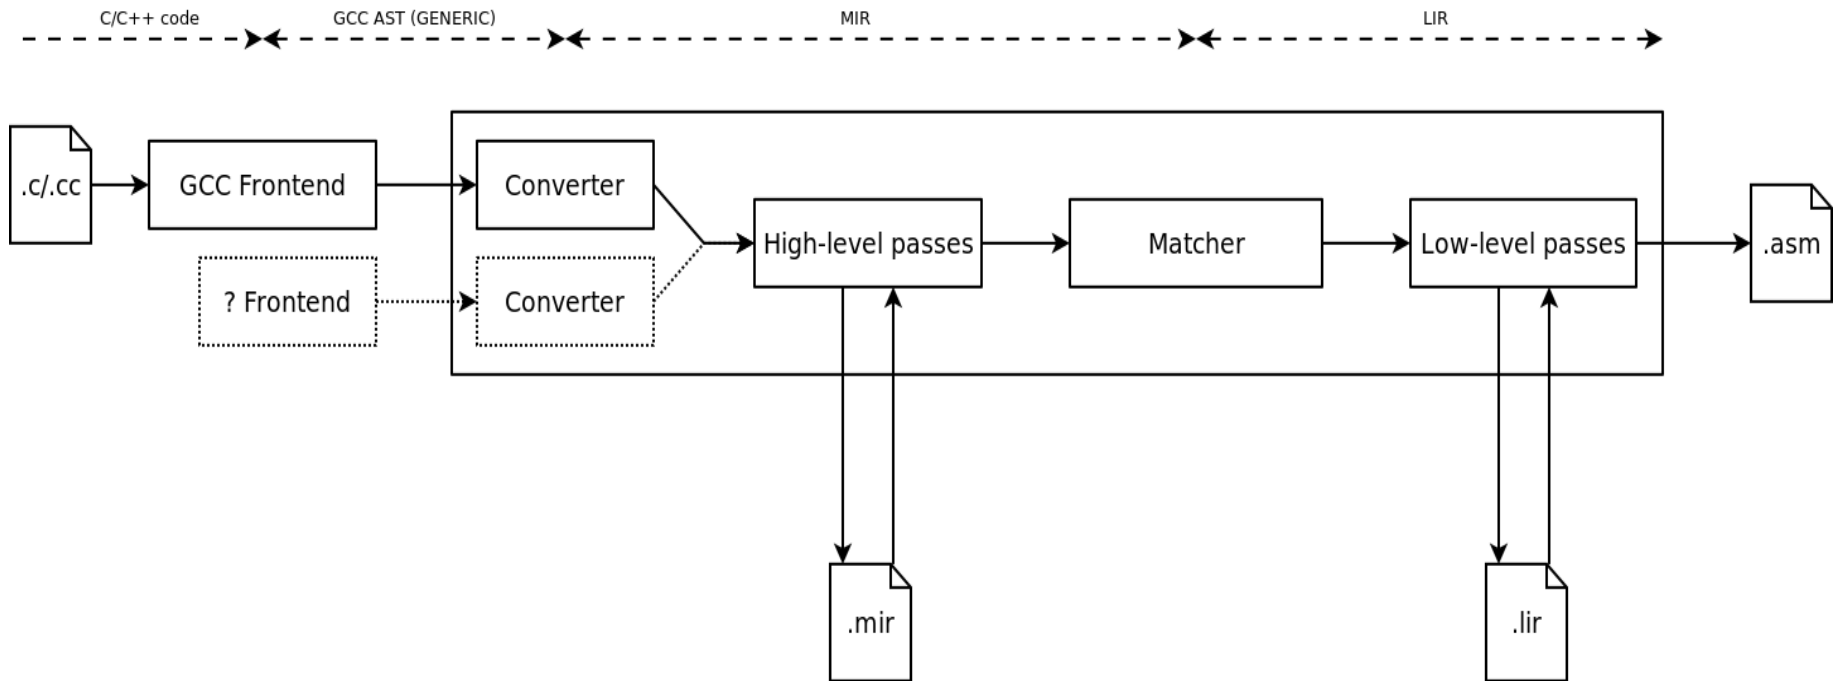 C/C++ code
GCC AST (GENERIC)
MIR
LIR
.c/.cc
GCC Frontend
Converter
? Frontend
Converter
High-level passes
Matcher
Low-level passes
.asm
.mir
.lir